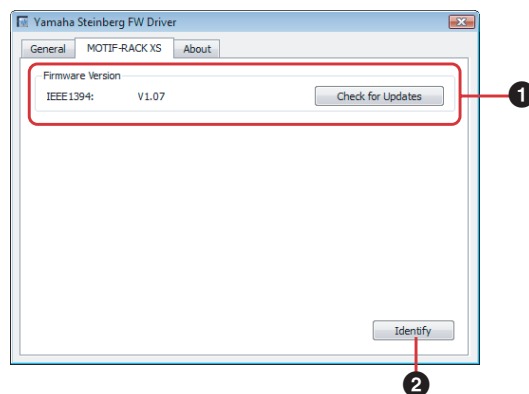 Yamaha Steinberg FW Driver
General MOTIF-RACK XS About
Firmware Version
IEEE1394: V1.07 Check for Updates
1
Identify
2